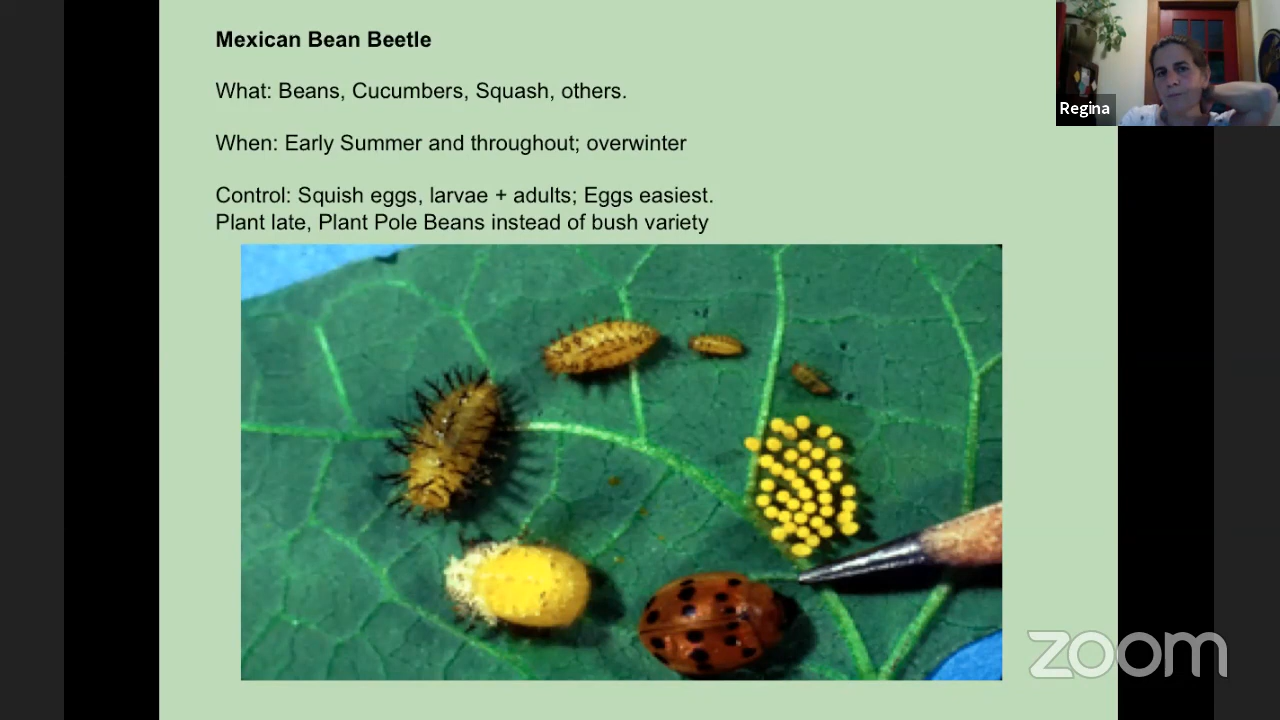 Mexican Bean Beetle
What: Beans, Cucumbers, Squash, others.
When: Early Summer and throughout; overwinter
Control: Squish eggs, larvae + adults; Eggs easiest.
Plant late, Plant Pole Beans instead of bush variety
Regina
zoom